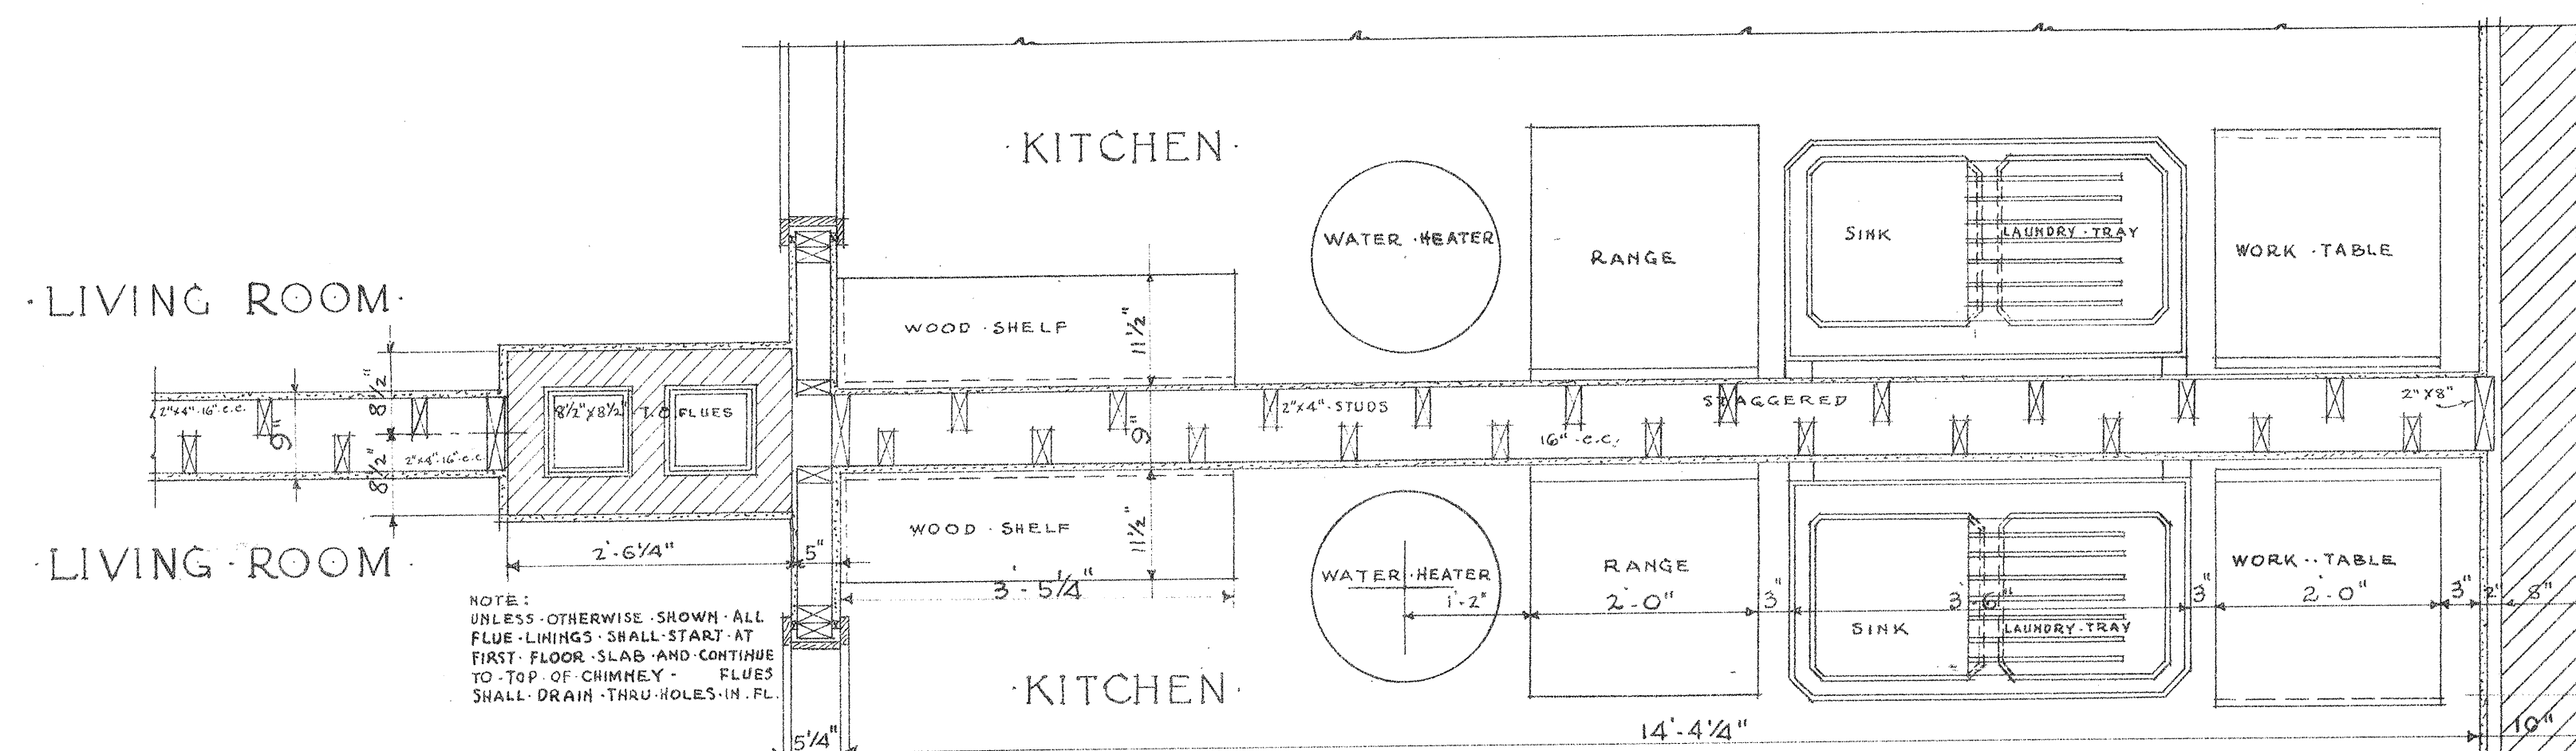 ·KITCHEN·
WATER·HEATER
RANGE
SINK
LAUNDRY·TRAY
WORK·TABLE
·LIVING ROOM·
WOOD·SHELF
11½"
8½"
8½"
9"
2"x4"·16"c.c.
2"x4"·16"c.c.
8½"x8½" T.C. FLUES
9"
2"x4"·STUDS
STAGGERED
16"·c.c.
2"x8"
·LIVING·ROOM·
2'-6¼"
5"
WOOD·SHELF
11½"
3'-5¼"
WATER·HEATER
1'-2"
RANGE
2'-0"
3"
3'-6"
SINK
LAUNDRY·TRAY
3"
WORK··TABLE
2'-0"
3"
2"
8"
NOTE:
UNLESS·OTHERWISE·SHOWN·ALL
FLUE·LININGS·SHALL·START·AT
FIRST·FLOOR·SLAB·AND·CONTINUE
TO·TOP·OF·CHIMNEY- FLUES
SHALL·DRAIN·THRU·HOLES·IN·FL.
·KITCHEN·
5¼"
14'-4¼"
10"